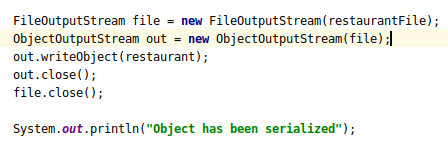 FileOutputStream file = new FileOutputStream(restaurantFile);
ObjectOutputStream out = new ObjectOutputStream(file);
out.writeObject(restaurant);
out.close();
file.close();
System.out.println("Object has been serialized");